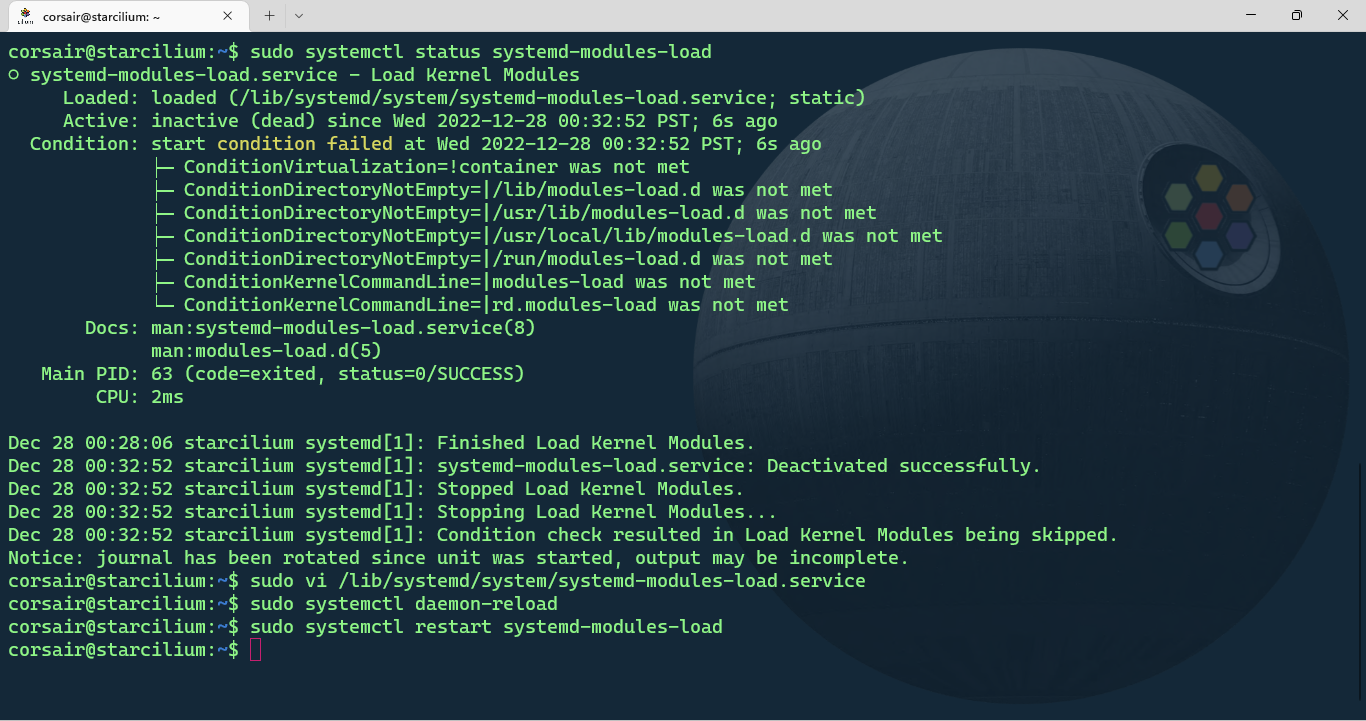 corsair@starcilium: ~
corsair@starcilium:~$ sudo systemctl status systemd-modules-load
○ systemd-modules-load.service - Load Kernel Modules
     Loaded: loaded (/lib/systemd/system/systemd-modules-load.service; static)
     Active: inactive (dead) since Wed 2022-12-28 00:32:52 PST; 6s ago
  Condition: start condition failed at Wed 2022-12-28 00:32:52 PST; 6s ago
             ├─ ConditionVirtualization=!container was not met
             ├─ ConditionDirectoryNotEmpty=|/lib/modules-load.d was not met
             ├─ ConditionDirectoryNotEmpty=|/usr/lib/modules-load.d was not met
             ├─ ConditionDirectoryNotEmpty=|/usr/local/lib/modules-load.d was not met
             ├─ ConditionDirectoryNotEmpty=|/run/modules-load.d was not met
             ├─ ConditionKernelCommandLine=|modules-load was not met
             └─ ConditionKernelCommandLine=|rd.modules-load was not met
       Docs: man:systemd-modules-load.service(8)
             man:modules-load.d(5)
   Main PID: 63 (code=exited, status=0/SUCCESS)
        CPU: 2ms

Dec 28 00:28:06 starcilium systemd[1]: Finished Load Kernel Modules.
Dec 28 00:32:52 starcilium systemd[1]: systemd-modules-load.service: Deactivated successfully.
Dec 28 00:32:52 starcilium systemd[1]: Stopped Load Kernel Modules.
Dec 28 00:32:52 starcilium systemd[1]: Stopping Load Kernel Modules...
Dec 28 00:32:52 starcilium systemd[1]: Condition check resulted in Load Kernel Modules being skipped.
Notice: journal has been rotated since unit was started, output may be incomplete.
corsair@starcilium:~$ sudo vi /lib/systemd/system/systemd-modules-load.service
corsair@starcilium:~$ sudo systemctl daemon-reload
corsair@starcilium:~$ sudo systemctl restart systemd-modules-load
corsair@starcilium:~$